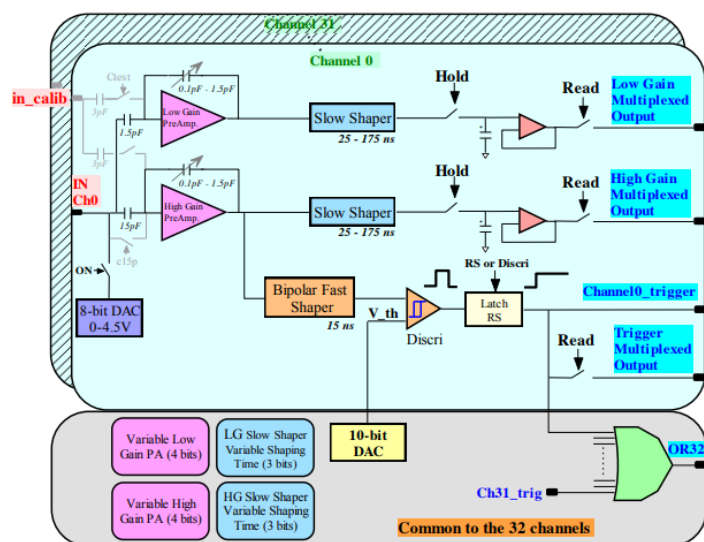 Channel 31
Channel 0
in_calib
Ctest
3pF
0.1pF - 1.5pF
1.5pF
Low Gain
PreAmp.
Slow Shaper
25 - 175 ns
Hold
Read
Low Gain
Multiplexed
Output
3pF
IN
Ch0
0.1pF - 1.5pF
15pF
High Gain
PreAmp.
c15p
Slow Shaper
25 - 175 ns
Hold
Read
High Gain
Multiplexed
Output
ON
8-bit DAC
0-4.5V
Bipolar Fast
Shaper
15 ns
V_th
Discri
RS or Discri
Latch
RS
Channel0_trigger
Read
Trigger
Multiplexed
Output
10-bit
DAC
Variable Low
Gain PA (4 bits)
LG Slow Shaper
Variable Shaping
Time (3 bits)
Variable High
Gain PA (4 bits)
HG Slow Shaper
Variable Shaping
Time (3 bits)
OR32
Ch31_trig
Common to the 32 channels